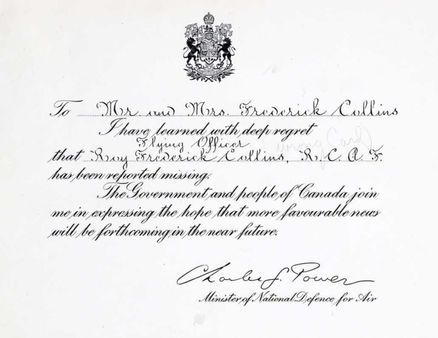 To Mr. and Mrs. Frederick Collins
I have learned with deep regret
Flying Officer
that Roy Frederick Collins, R.C.A.F.
has been reported missing.
The Government and people of Canada join
me in expressing the hope that more favourable news
will be forthcoming in the near future.
Charles G. Power
Minister of National Defence for Air